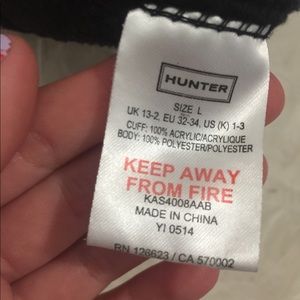 HUNTER
SIZE L
UK 13-2, EU 32-34, US (K) 1-3
CUFF: 100% ACRYLIC/ACRYLIQUE
BODY: 100% POLYESTER/POLYESTER
KEEP AWAY
FROM FIRE
KAS4008AAB
MADE IN CHINA
YI 0514
RN 126623 / CA 570002